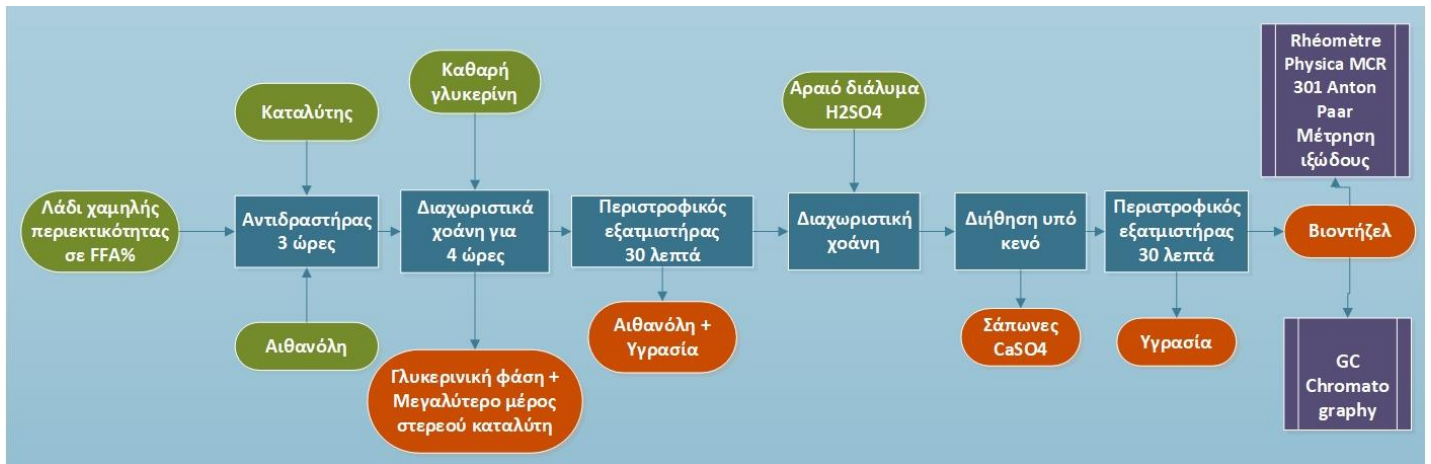 Λάδι χαμηλής
περιεκτικότητας
σε FFA%
Καταλύτης
Αντιδραστήρας
3 ώρες
Αιθανόλη
Καθαρή
γλυκερίνη
Διαχωριστικά
χοάνη για
4 ώρες
Γλυκερινική φάση +
Μεγαλύτερο μέρος
στερεού καταλύτη
Περιστροφικός
εξατμιστήρας
30 λεπτά
Αιθανόλη +
Υγρασία
Αραιό διάλυμα
H2SO4
Διαχωριστική
χοάνη
Διήθηση υπό
κενό
Σάπωνες
CaSO4
Περιστροφικός
εξατμιστήρας
30 λεπτά
Υγρασία
Rhéomètre
Physica MCR
301 Anton
Paar
Μέτρηση
ιξώδους
Βιοντήζελ
GC
Chromato
graphy